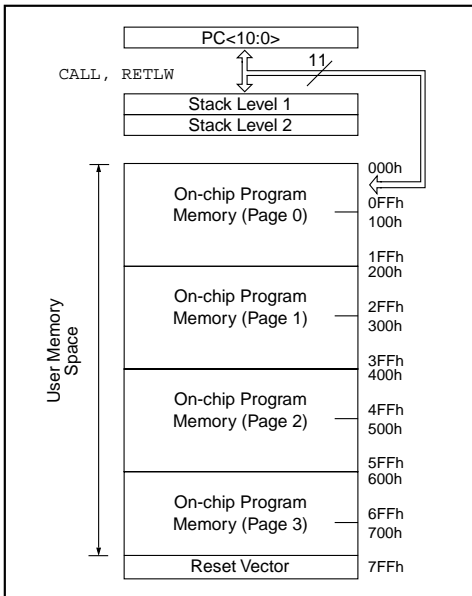 PC<10:0>
CALL, RETLW
11
Stack Level 1
Stack Level 2
User Memory
Space
000h
On-chip Program
Memory (Page 0)
0FFh
100h
1FFh
200h
On-chip Program
Memory (Page 1)
2FFh
300h
3FFh
400h
On-chip Program
Memory (Page 2)
4FFh
500h
5FFh
600h
On-chip Program
Memory (Page 3)
6FFh
700h
Reset Vector
7FFh